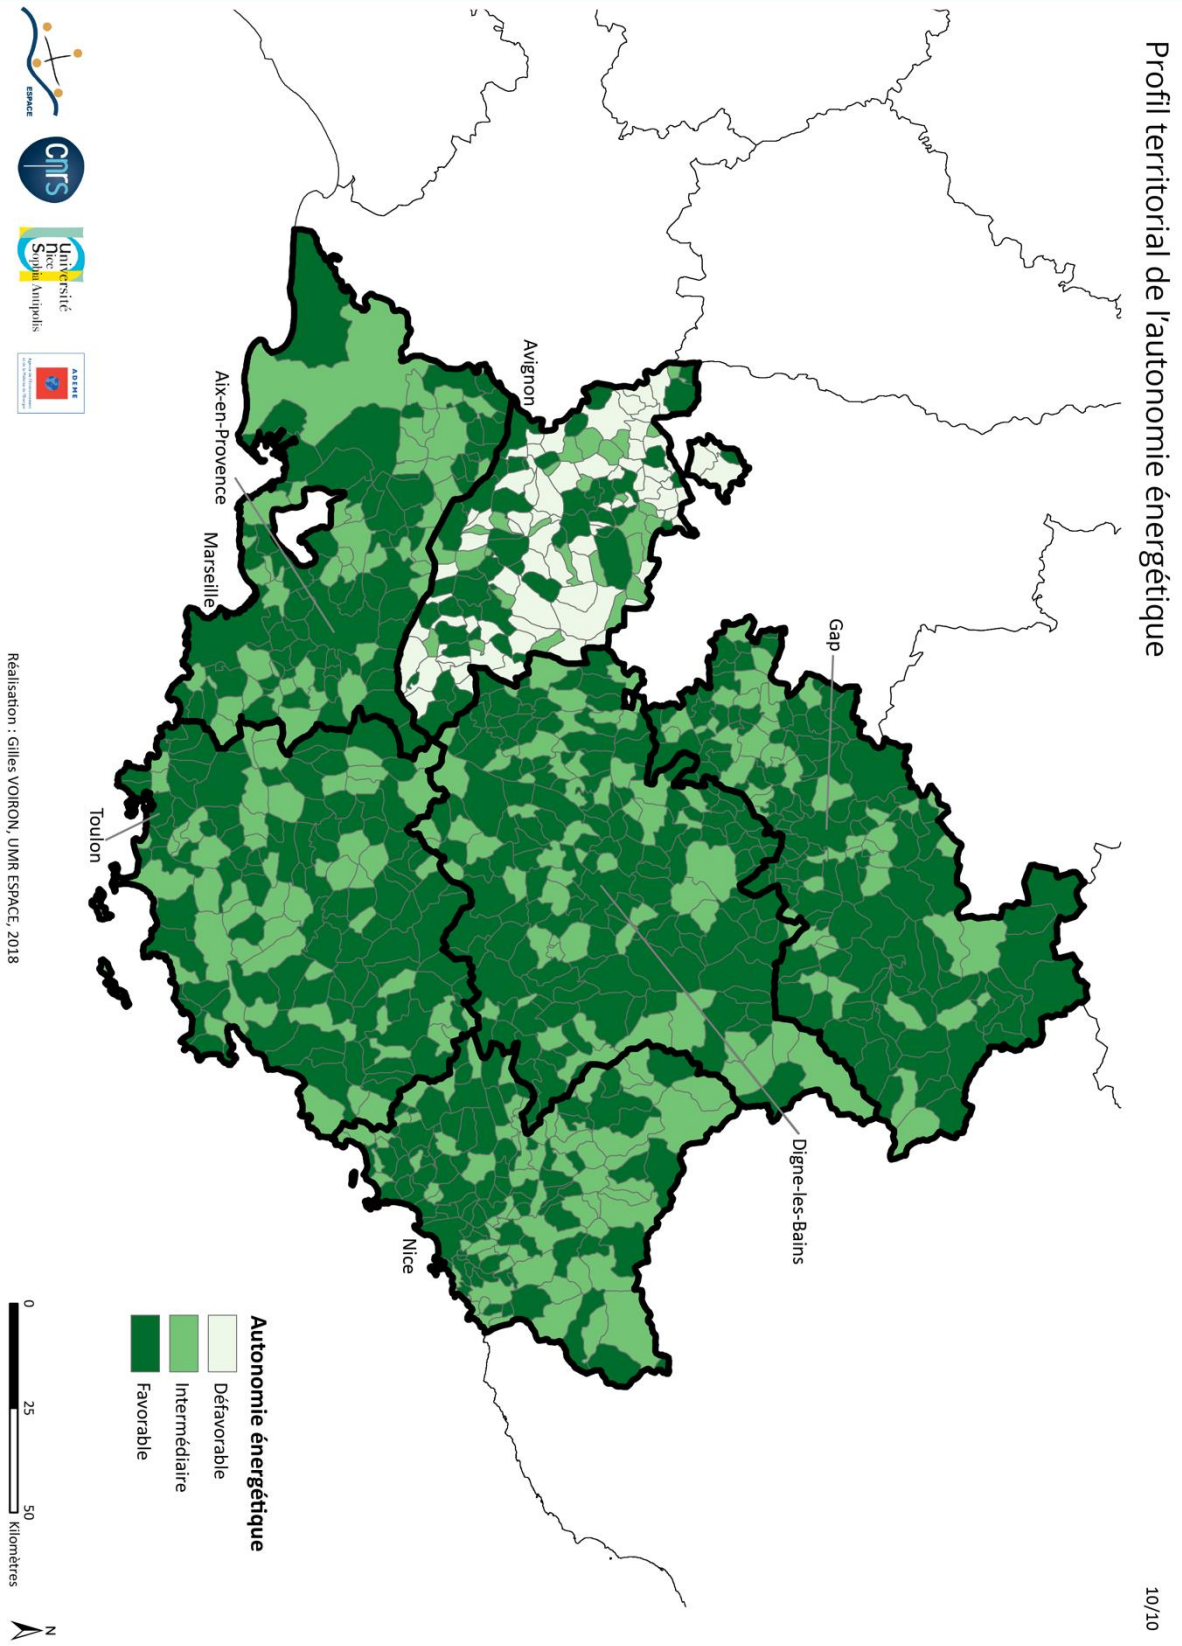 Profil territorial de l'autonomie énergétique
10/10
Gap
Digne-les-Bains
Avignon
Aix-en-Provence
Marseille
Nice
Toulon
Autonomie énergétique
Défavorable
Intermédiaire
Favorable
0 25 50 Kilomètres
N
ESPACE
cnrs
Université
nice
Sophia Antipolis
ADEME
Réalisation : Gilles VOIRON, UMR ESPACE, 2018